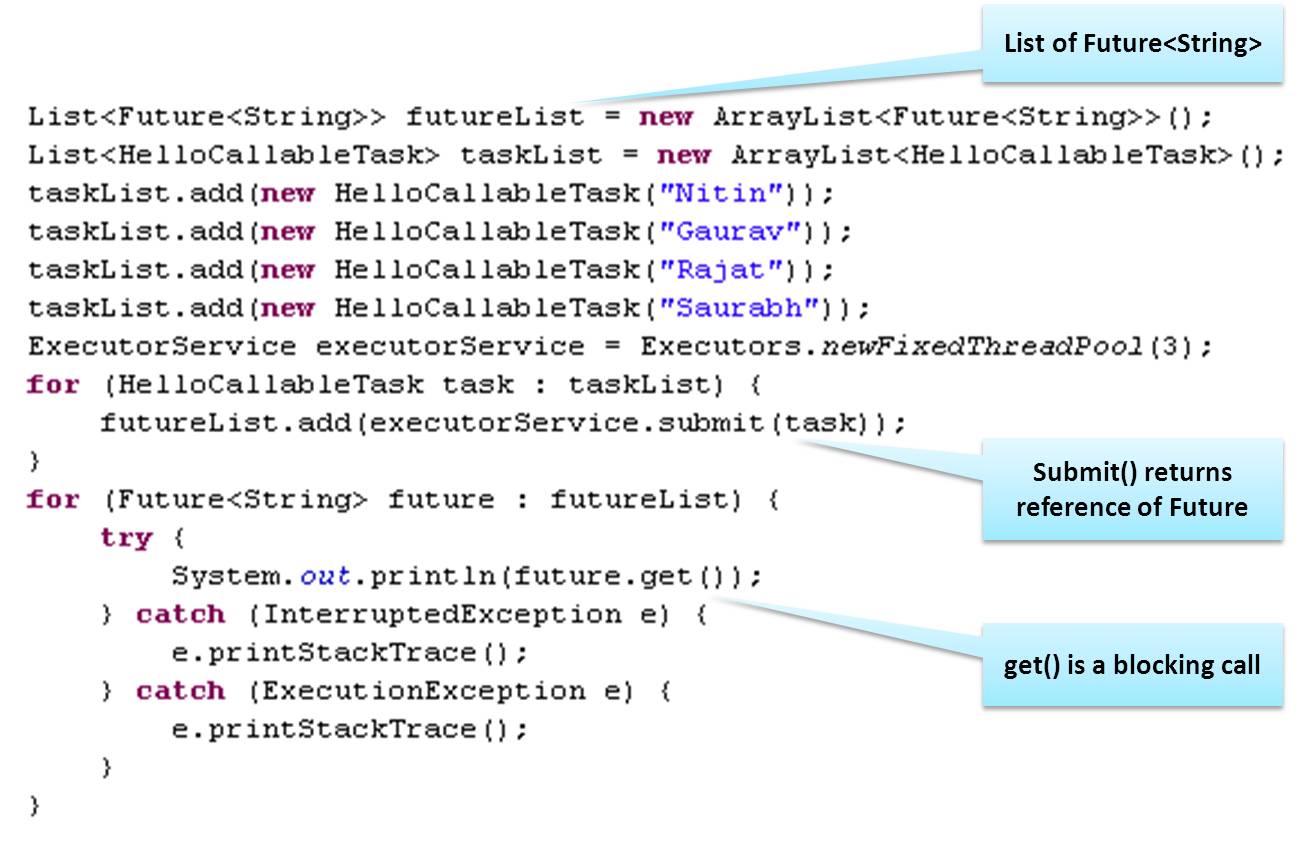 List of Future<String>
List<Future<String>> futureList = new ArrayList<Future<String>>();
List<HelloCallableTask> taskList = new ArrayList<HelloCallableTask>();
taskList.add(new HelloCallableTask("Nitin"));
taskList.add(new HelloCallableTask("Gaurav"));
taskList.add(new HelloCallableTask("Rajat"));
taskList.add(new HelloCallableTask("Saurabh"));
ExecutorService executorService = Executors.newFixedThreadPool(3);
for (HelloCallableTask task : taskList) {
futureList.add(executorService.submit(task));
}
Submit() returns
reference of Future
for (Future<String> future : futureList) {
try {
System.out.println(future.get());
} catch (InterruptedException e) {
e.printStackTrace();
get() is a blocking call
} catch (ExecutionException e) {
e.printStackTrace();
}
}